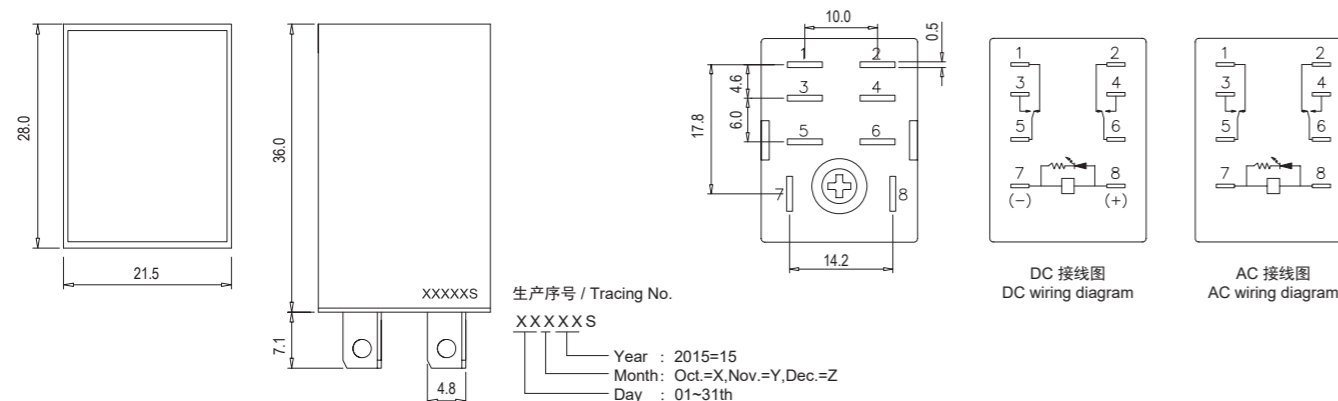 28.0
21.5
36.0
7.1
4.8
XXXXXS
生产序号 / Tracing No.
XXXXXS
Year : 2015=15
Month: Oct.=X,Nov.=Y,Dec.=Z
Day : 01~31th
10.0
0.5
17.8
4.6
6.0
14.2
1 2
3 4
5 6
7 8
1 2
3 4
5 6
7 8
(-) (+)
DC 接线图
DC wiring diagram
1 2
3 4
5 6
7 8
AC 接线图
AC wiring diagram